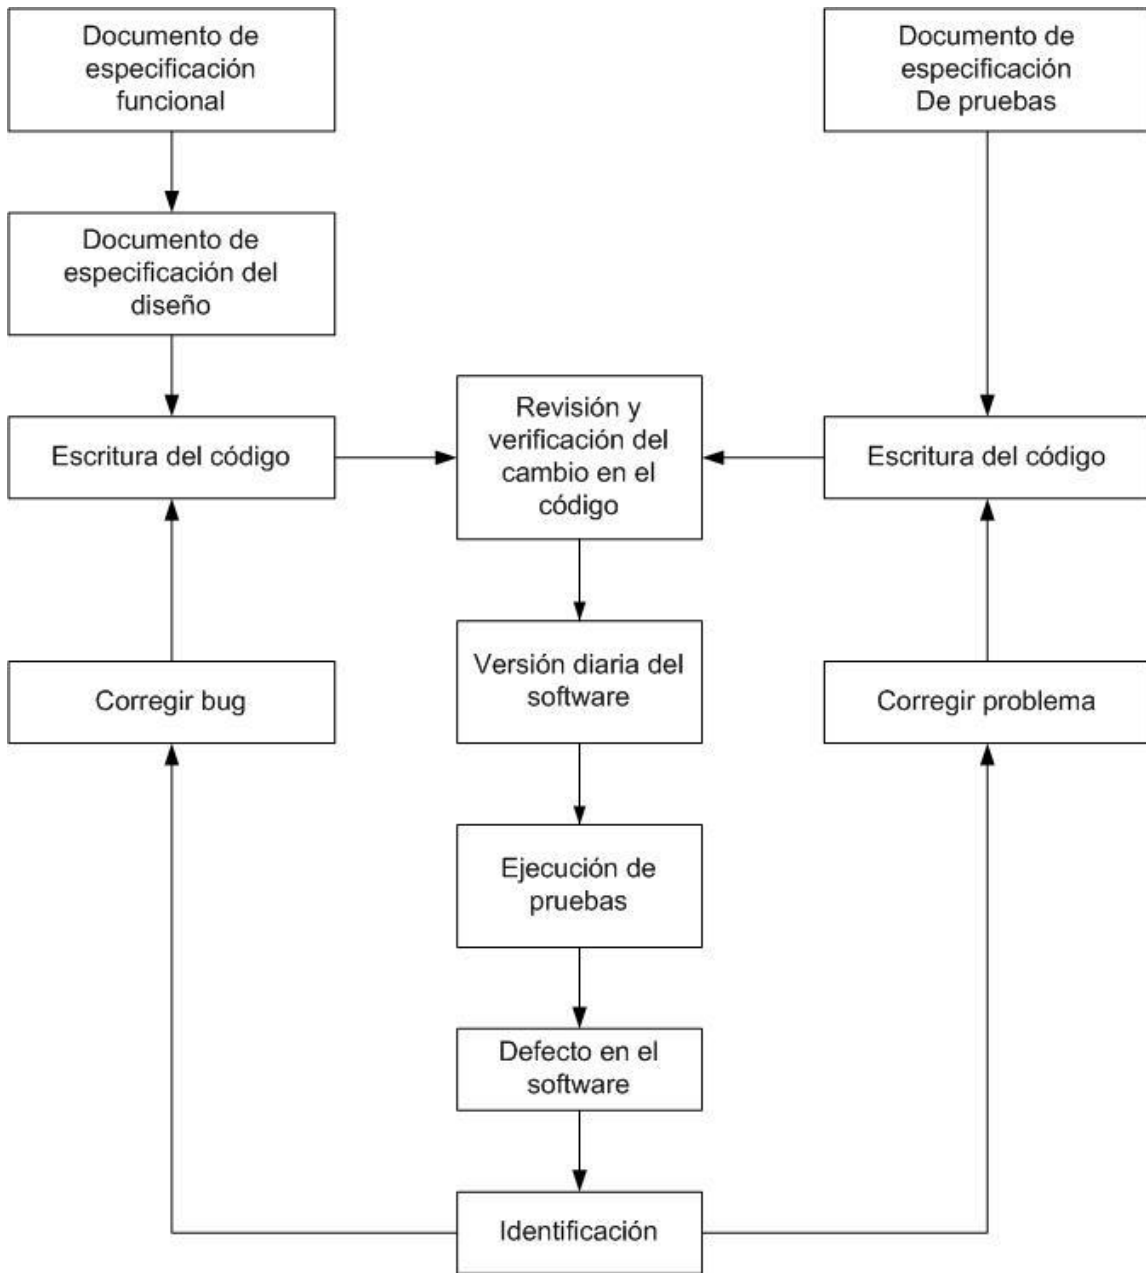 Documento de
especificación
funcional
Documento de
especificación
De pruebas
Documento de
especificación del
diseño
Escritura del código
Revisión y
verificación del
cambio en el
código
Escritura del código
Corregir bug
Versión diaria del
software
Corregir problema
Ejecución de
pruebas
Defecto en el
software
Identificación